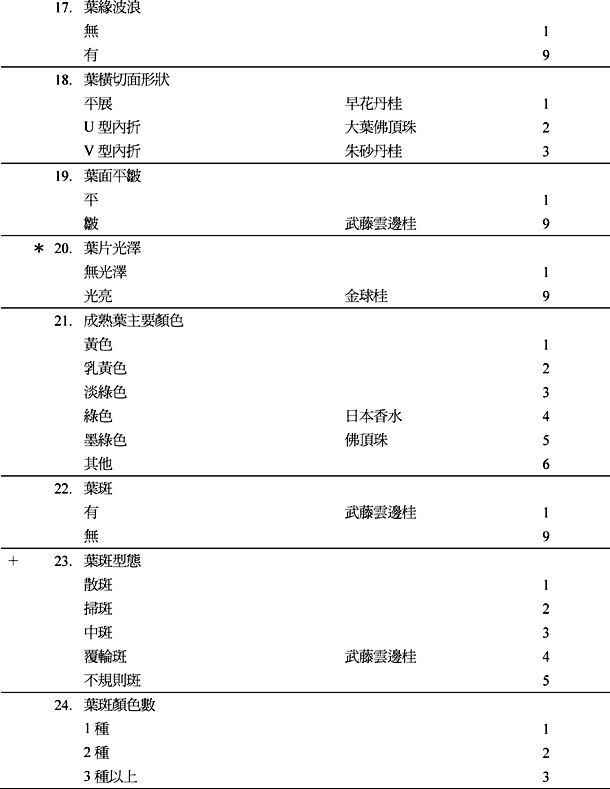 17. 葉緣波浪
無 1
有 9
18. 葉橫切面形狀
平展 早花丹桂 1
U 型內折 大葉佛頂珠 2
V 型內折 朱砂丹桂 3
19. 葉面平皺
平 1
皺 武藤雲邊桂 9
* 20. 葉片光澤
無光澤 1
光亮 金球桂 9
21. 成熟葉主要顏色
黃色 1
乳黃色 2
淡綠色 3
綠色 日本香水 4
墨綠色 佛頂珠 5
其他 6
22. 葉斑
有 武藤雲邊桂 1
無 9
+ 23. 葉斑型態
散斑 1
掃斑 2
中斑 3
覆輪斑 武藤雲邊桂 4
不規則斑 5
24. 葉斑顏色數
1 種 1
2 種 2
3 種以上 3